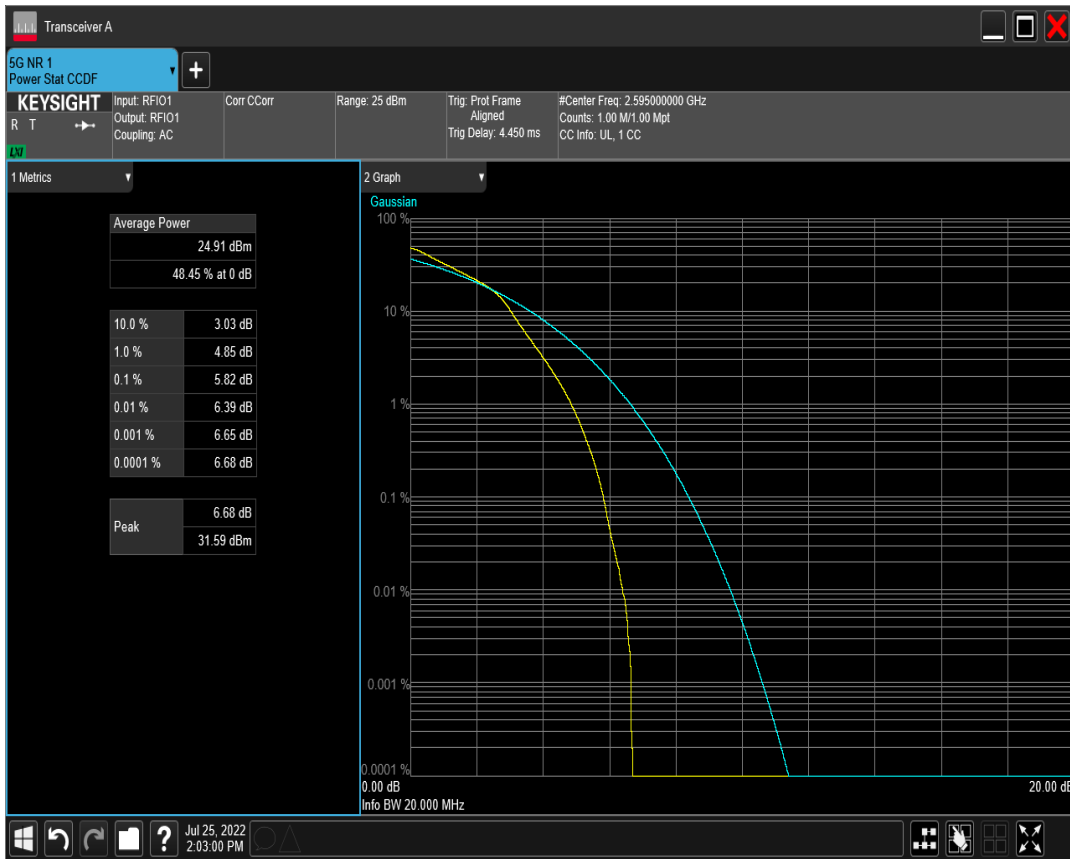 Transceiver A
5G NR 1
Power Stat CCDF
+
KEYSIGHT
R T
LXI
Input: RFIO1
Output: RFIO1
Coupling: AC
Corr CCorr
Range: 25 dBm
Trig: Prot Frame
Aligned
Trig Delay: 4.450 ms
#Center Freq: 2.595000000 GHz
Counts: 1.00 M/1.00 Mpt
CC Info: UL, 1 CC
1 Metrics
Average Power
24.91 dBm
48.45 % at 0 dB
10.0 % 3.03 dB
1.0 % 4.85 dB
0.1 % 5.82 dB
0.01 % 6.39 dB
0.001 % 6.65 dB
0.0001 % 6.68 dB
Peak
6.68 dB
31.59 dBm
2 Graph
Gaussian
100 %
10 %
1 %
0.1 %
0.01 %
0.001 %
0.0001 %
0.00 dB 20.00 dB
Info BW 20.000 MHz
?
Jul 25, 2022
2:03:00 PM